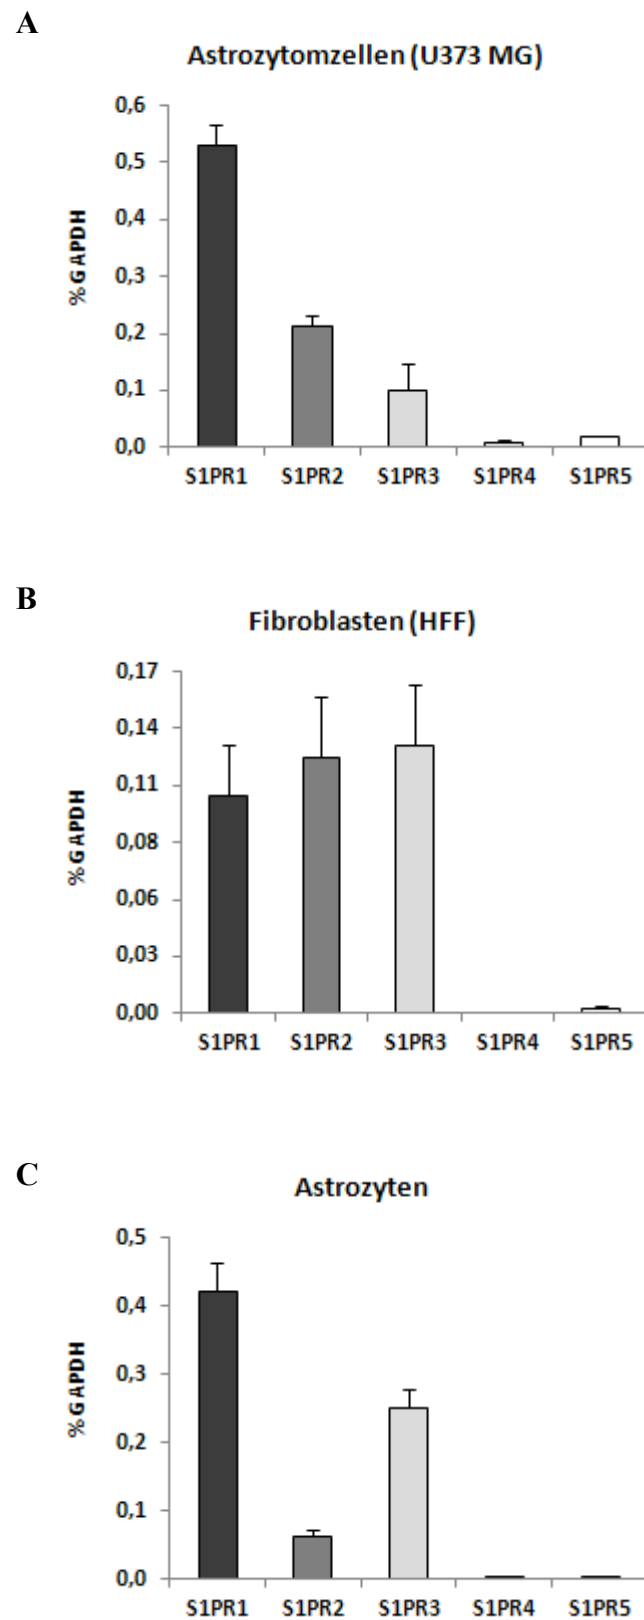 A
Astrozytomzellen (U373 MG)
% GAPDH
0,6
0,5
0,4
0,3
0,2
0,1
0,0
S1PR1 S1PR2 S1PR3 S1PR4 S1PR5
B
Fibroblasten (HFF)
% GAPDH
0,17
0,14
0,11
0,08
0,06
0,03
0,00
S1PR1 S1PR2 S1PR3 S1PR4 S1PR5
C
Astrozyten
% GAPDH
0,5
0,4
0,3
0,2
0,1
0,0
S1PR1 S1PR2 S1PR3 S1PR4 S1PR5